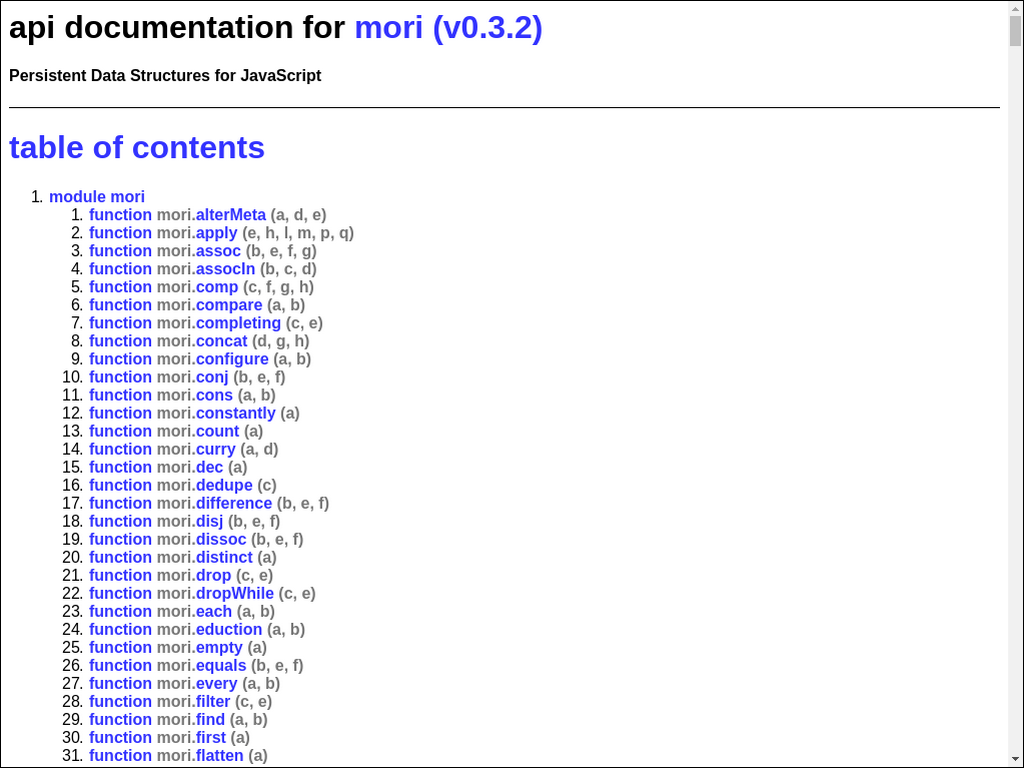 api documentation for mori (v0.3.2)
Persistent Data Structures for JavaScript
table of contents
1. module mori
1. function mori.alterMeta (a, d, e)
2. function mori.apply (e, h, l, m, p, q)
3. function mori.assoc (b, e, f, g)
4. function mori.assocIn (b, c, d)
5. function mori.comp (c, f, g, h)
6. function mori.compare (a, b)
7. function mori.completing (c, e)
8. function mori.concat (d, g, h)
9. function mori.configure (a, b)
10. function mori.conj (b, e, f)
11. function mori.cons (a, b)
12. function mori.constantly (a)
13. function mori.count (a)
14. function mori.curry (a, d)
15. function mori.dec (a)
16. function mori.dedupe (c)
17. function mori.difference (b, e, f)
18. function mori.disj (b, e, f)
19. function mori.dissoc (b, e, f)
20. function mori.distinct (a)
21. function mori.drop (c, e)
22. function mori.dropWhile (c, e)
23. function mori.each (a, b)
24. function mori.eduction (a, b)
25. function mori.empty (a)
26. function mori.equals (b, e, f)
27. function mori.every (a, b)
28. function mori.filter (c, e)
29. function mori.find (a, b)
30. function mori.first (a)
31. function mori.flatten (a)